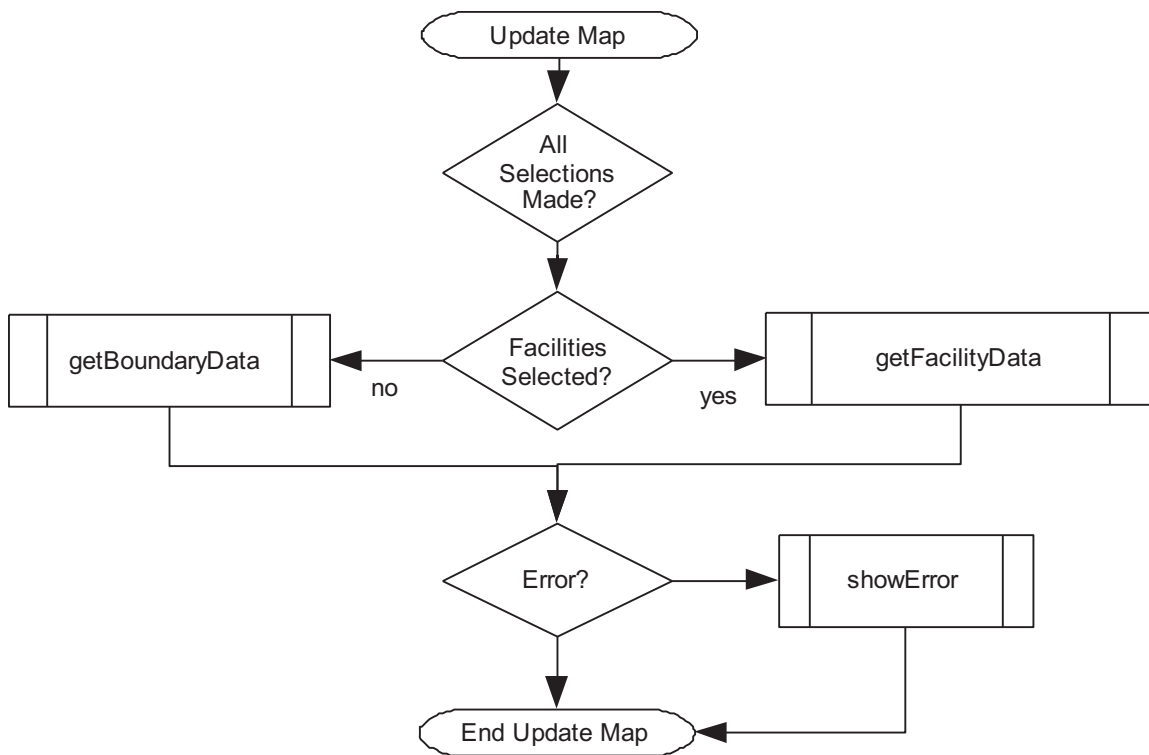 Update Map
All
Selections
Made?
Facilities
Selected?
getBoundaryData
no
getFacilityData
yes
Error?
showError
End Update Map